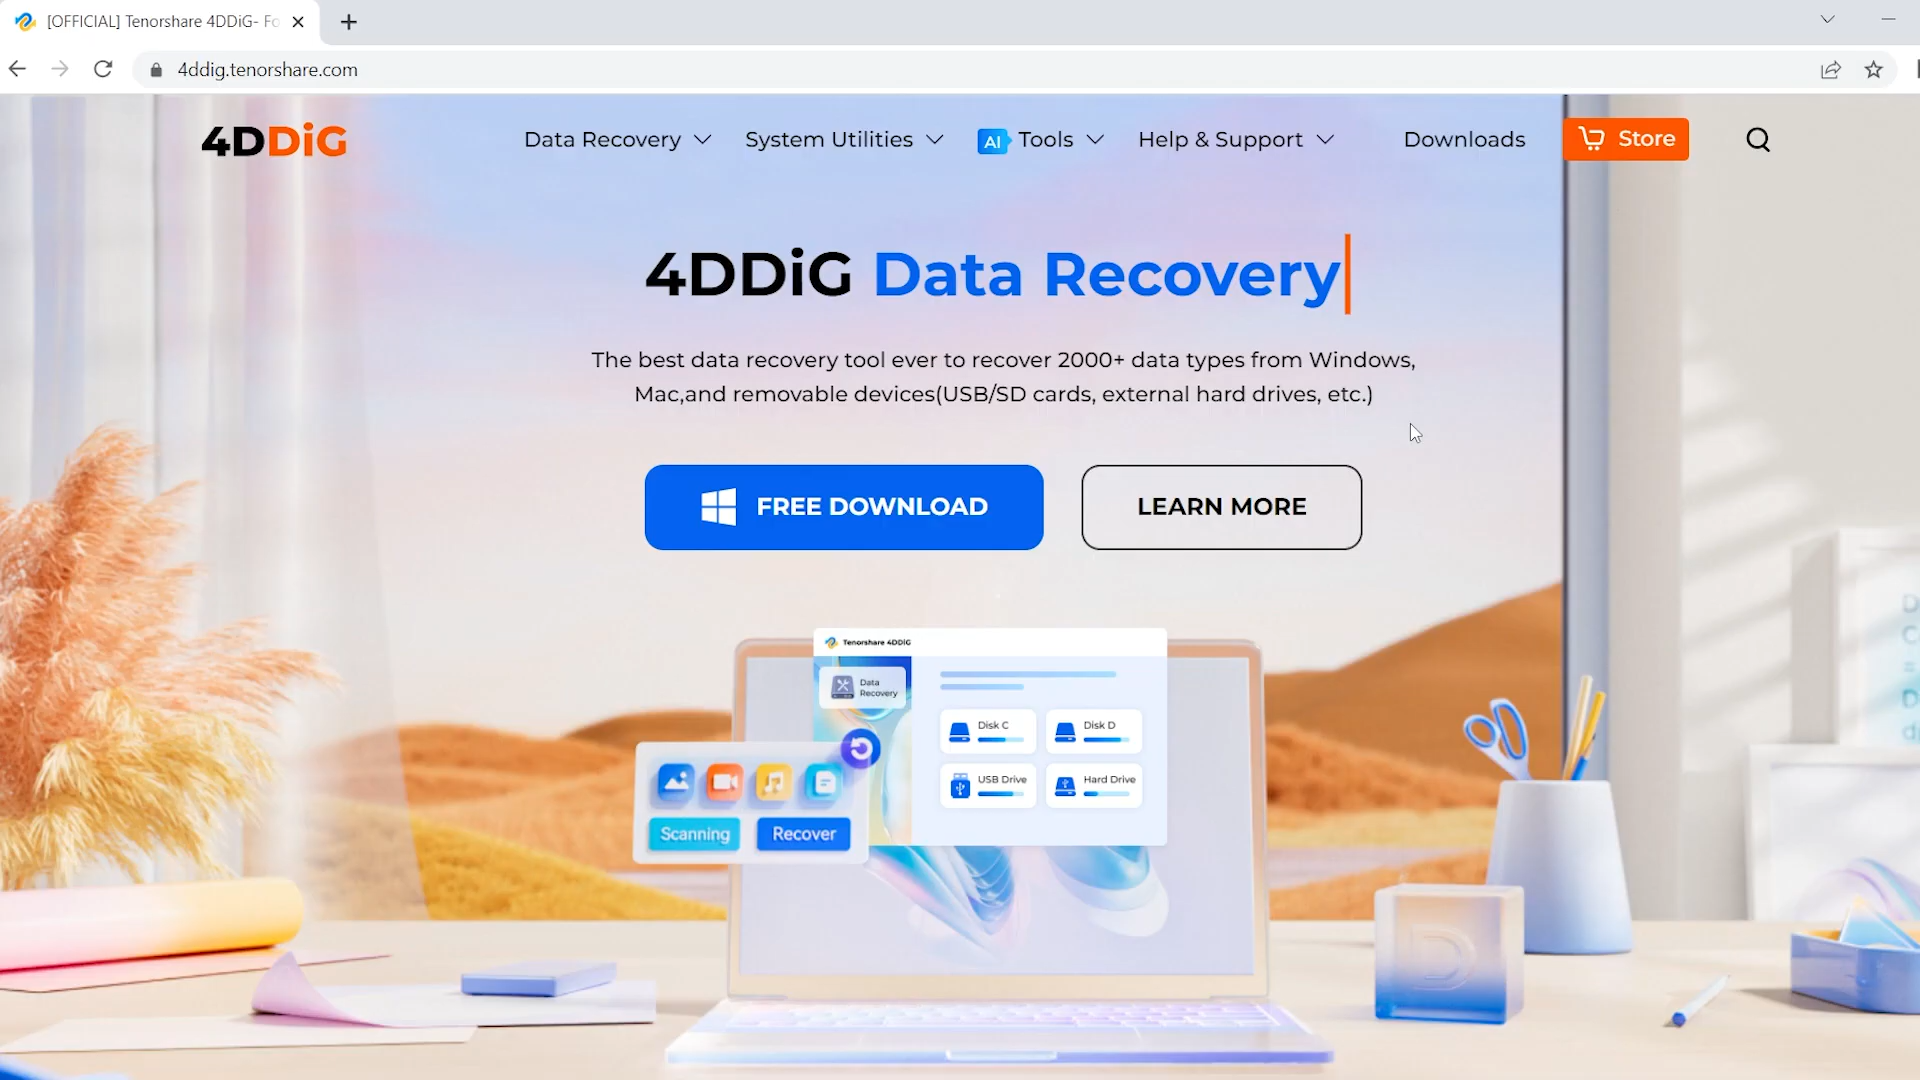 [OFFICIAL] Tenorshare 4DDiG- Fo
4ddig.tenorshare.com
4DDiG
Data Recovery
System Utilities
AI Tools
Help & Support
Downloads
Store
4DDiG Data Recovery
The best data recovery tool ever to recover 2000+ data types from Windows,
Mac,and removable devices(USB/SD cards, external hard drives, etc.)
FREE DOWNLOAD
LEARN MORE
Tenorshare 4DDiG
Data
Recovery
Disk C
Disk D
USB Drive
Hard Drive
Scanning
Recover
D